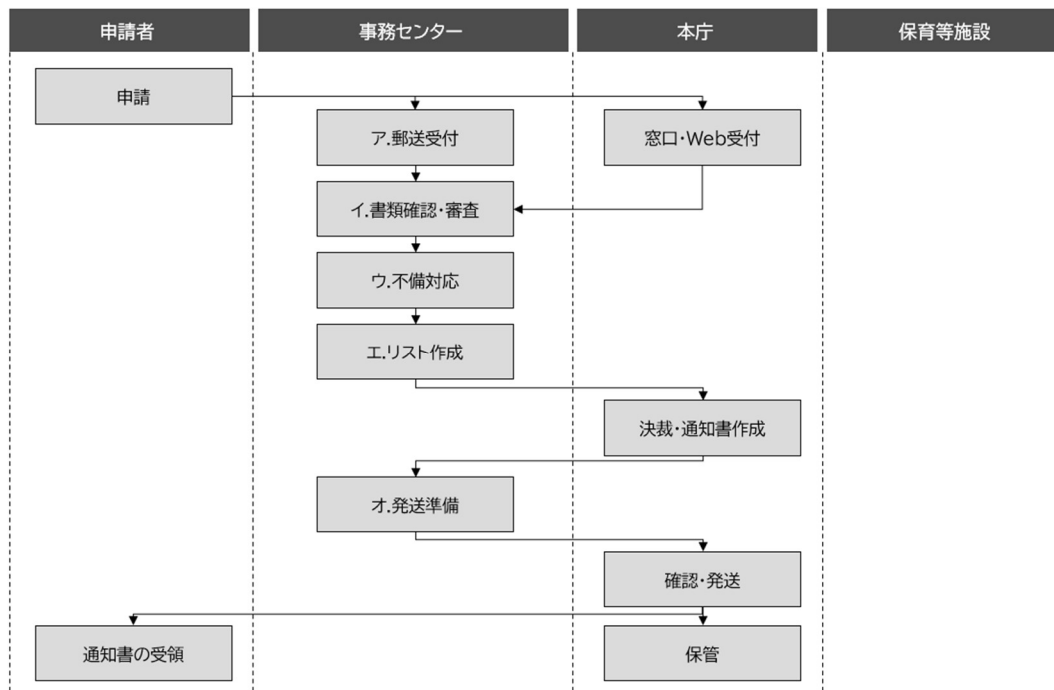 申請者
事務センター
本庁
保育等施設
申請
ア.郵送受付
窓口・Web受付
イ.書類確認・審査
ウ.不備対応
エ.リスト作成
決裁・通知書作成
オ.発送準備
確認・発送
通知書の受領
保管